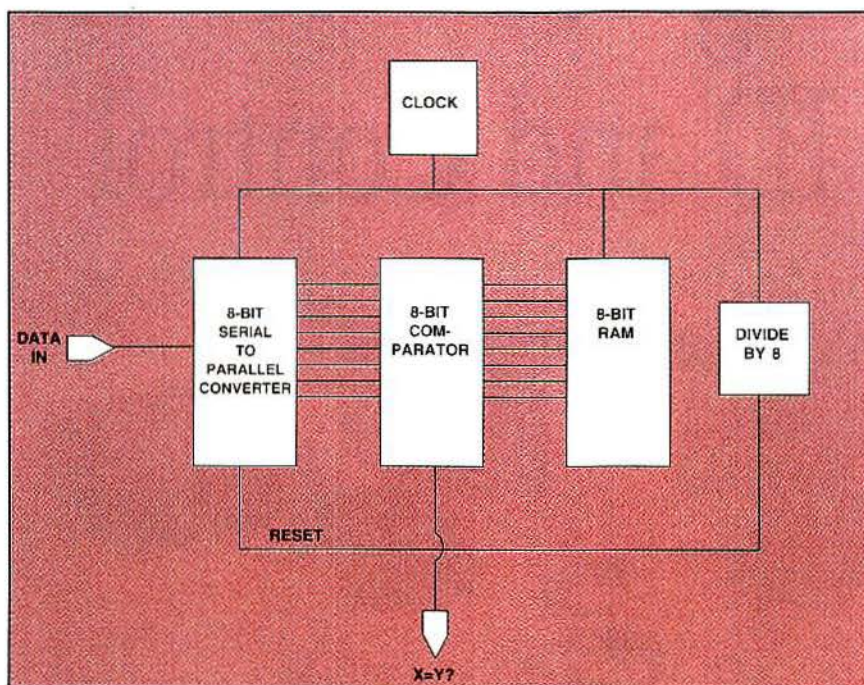 CLOCK
8-BIT
SERIAL
TO
PARALLEL
CONVERTER
8-BIT
COM-
PARATOR
8-BIT
RAM
DIVIDE
BY 8
DATA
IN
RESET
X=Y?